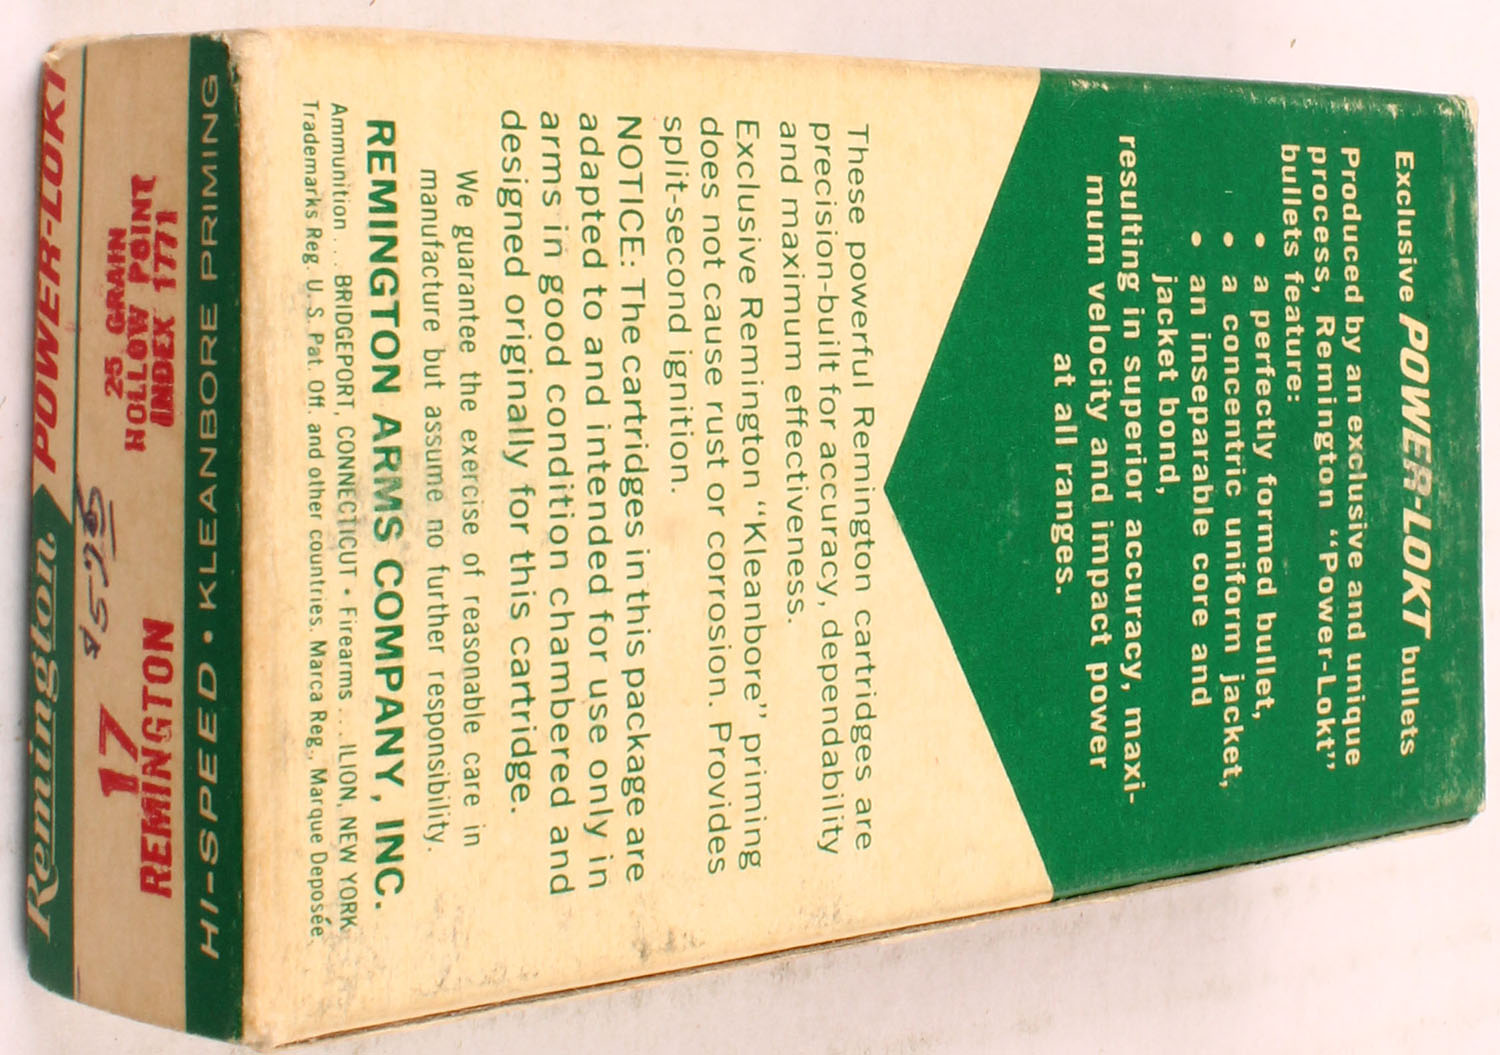 Exclusive POWER-LOKT bullets
Produced by an exclusive and unique
process, Remington "Power-Lokt"
bullets feature:
• a perfectly formed bullet,
• a concentric uniform jacket,
• an inseparable core and
jacket bond,
resulting in superior accuracy, maxi-
mum velocity and impact power
at all ranges.
These powerful Remington cartridges are
precision-built for accuracy, dependability
and maximum effectiveness.
Exclusive Remington "Kleanbore" priming
does not cause rust or corrosion. Provides
split-second ignition.
NOTICE: The cartridges in this package are
adapted to and intended for use only in
arms in good condition chambered and
designed originally for this cartridge.
We guarantee the exercise of reasonable care in
manufacture but assume no further responsibility.
REMINGTON ARMS COMPANY, INC.
Ammunition . . . BRIDGEPORT, CONNECTICUT • Firearms . . . ILION, NEW YORK
Trademarks Reg. U. S. Pat. Off. and other countries. Marca Reg., Marque Deposée.
HI-SPEED • KLEANBORE PRIMING
INDEX 1771
HOLLOW POINT
25 GRAIN
17
REMINGTON
POWER-LOKT
Remington